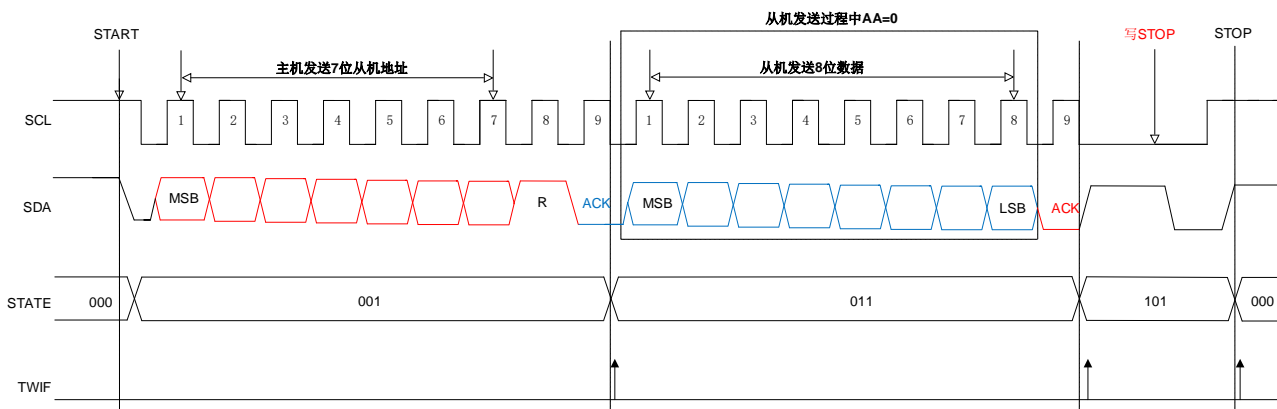 从机发送过程中AA=0
START
写STOP
STOP
主机发送7位从机地址
从机发送8位数据
SCL
1 2 3 4 5 6 7 8 9 1 2 3 4 5 6 7 8 9
SDA
MSB R ACK MSB LSB ACK
STATE 000 001 011 101 000
TWIF